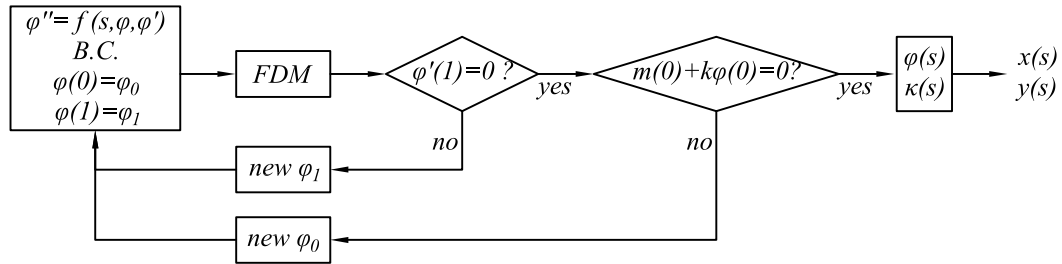 φ''= f(s,φ,φ')
B.C.
φ(0)=φ₀
φ(1)=φ₁
FDM
φ'(1)=0 ?
yes
no
m(0)+kφ(0)=0?
yes
no
φ(s)
κ(s)
x(s)
y(s)
new φ₁
new φ₀